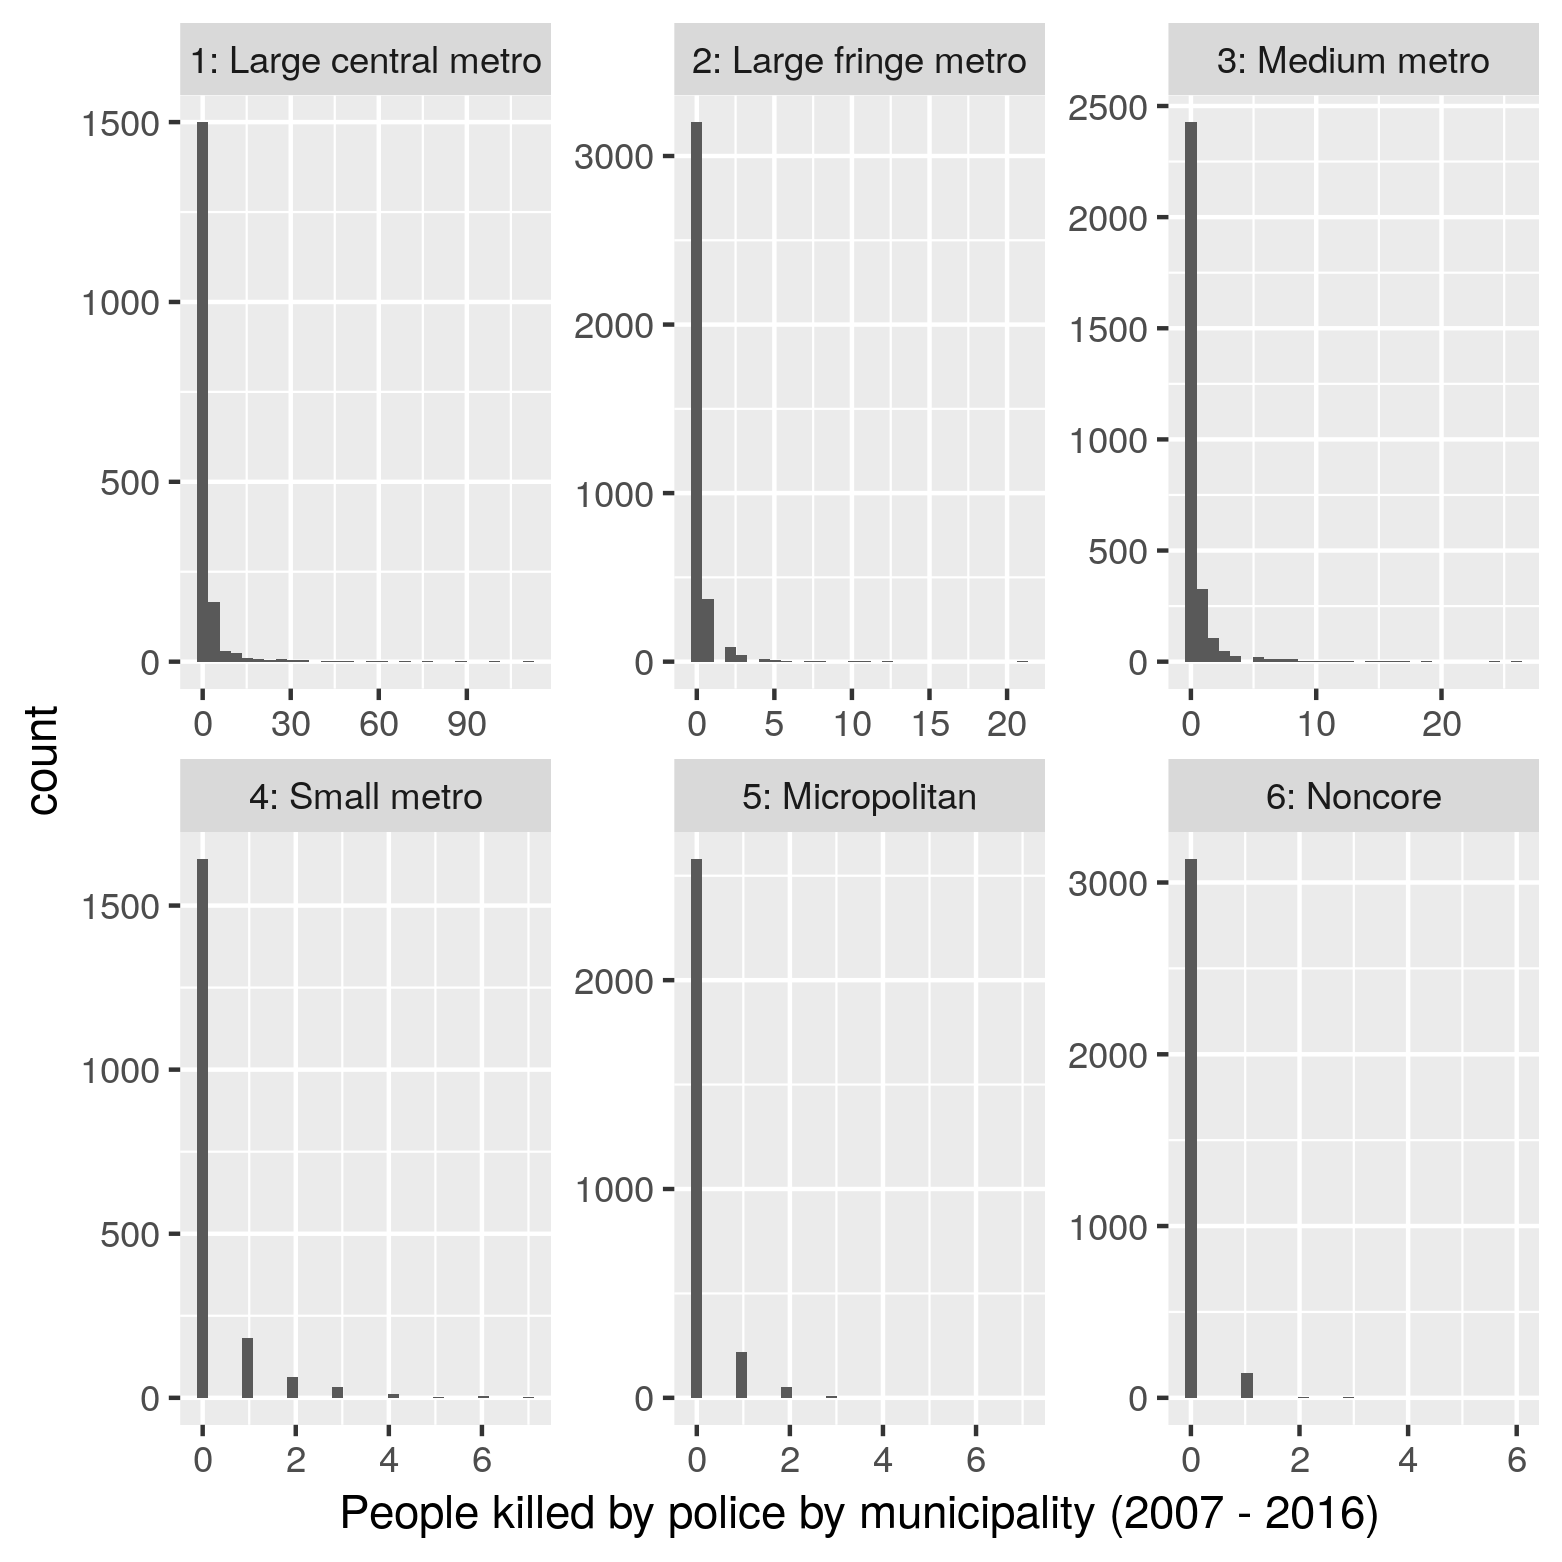 1: Large central metro
2: Large fringe metro
3: Medium metro
1500
1000
500
0
0 30 60 90
3000
2000
1000
0
0 5 10 15 20
2500
2000
1500
1000
500
0
0 10 20
count
4: Small metro
5: Micropolitan
6: Noncore
1500
1000
500
0
0 2 4 6
2000
1000
0
0 2 4 6
3000
2000
1000
0
0 2 4 6
People killed by police by municipality (2007 - 2016)